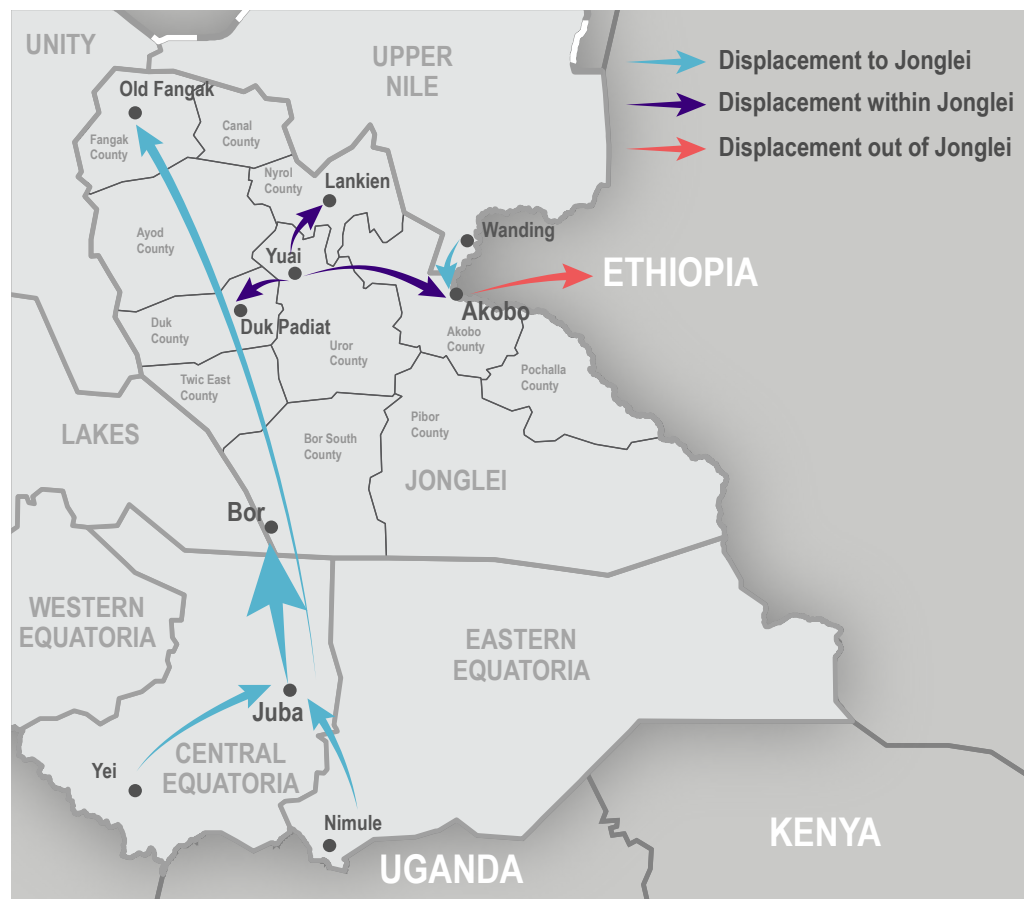 UNITY
UPPER
NILE
Displacement to Jonglei
Displacement within Jonglei
Displacement out of Jonglei
Old Fangak
Fangak
County
Canal
County
Nyrol
County
Lankien
Wanding
Ayod
County
Yuai
ETHIOPIA
Akobo
Duk Padiat
Duk
County
Uror
County
Akobo
County
Pochalla
County
Twic East
County
Pibor
County
LAKES
Bor South
County
JONGLEI
Bor
WESTERN
EQUATORIA
EASTERN
EQUATORIA
Juba
CENTRAL
EQUATORIA
Yei
Nimule
KENYA
UGANDA